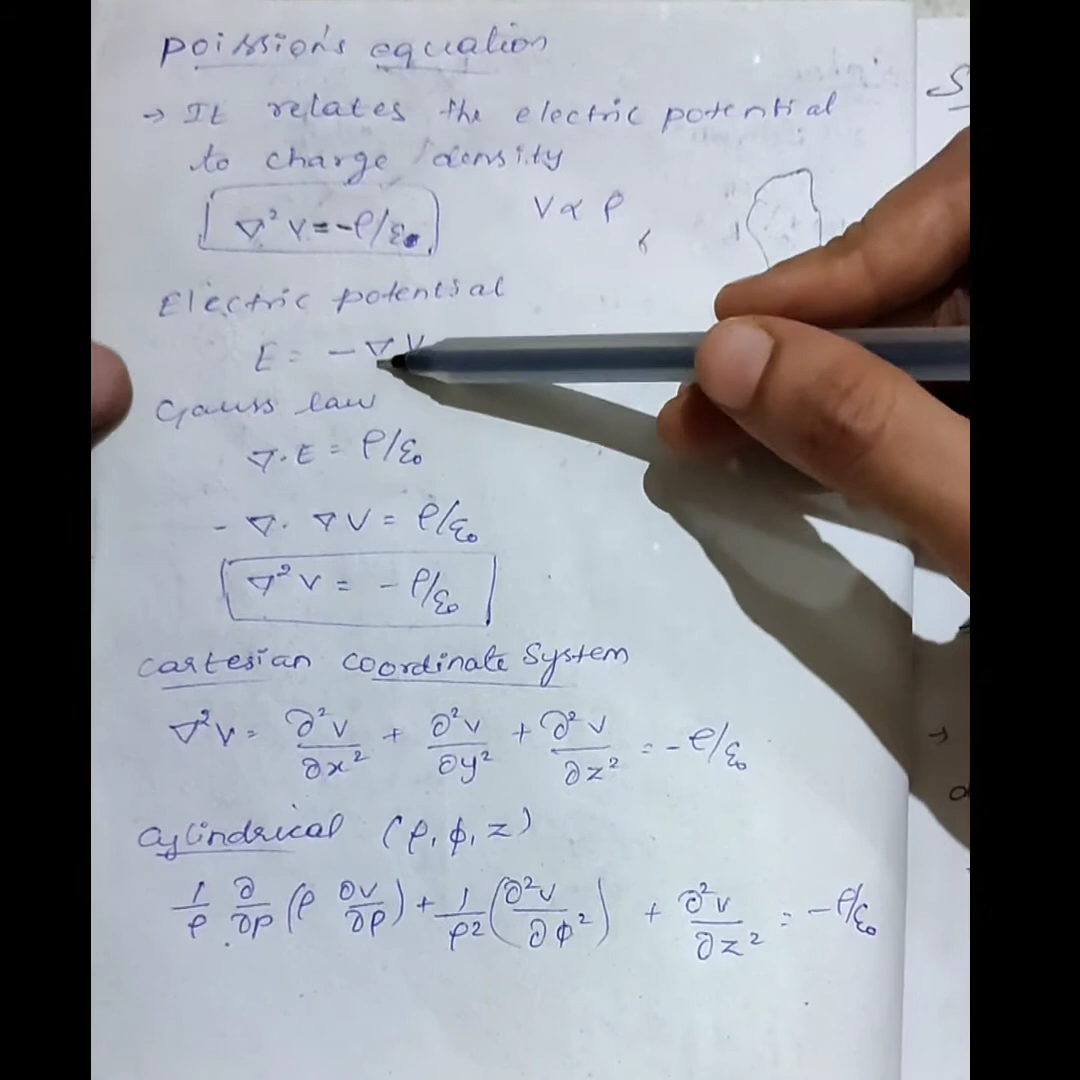 poission's equation
→ It relates the electric potential
to charge density
∇²V=-ρ/ε₀
V∝ρ
Electric potential
E = -∇V
Gauss law
∇.E = ρ/ε₀
-∇. ∇V = ρ/ε₀
∇²V = -ρ/ε₀
Cartesian coordinate System
∇²V = ∂²V/∂x² + ∂²V/∂y² + ∂²V/∂z² = -ρ/ε₀
Cylindrical (ρ, ϕ, z)
1/ρ ∂/∂ρ (ρ ∂V/∂ρ) + 1/ρ² (∂²V/∂ϕ²) + ∂²V/∂z² = -ρ/ε₀